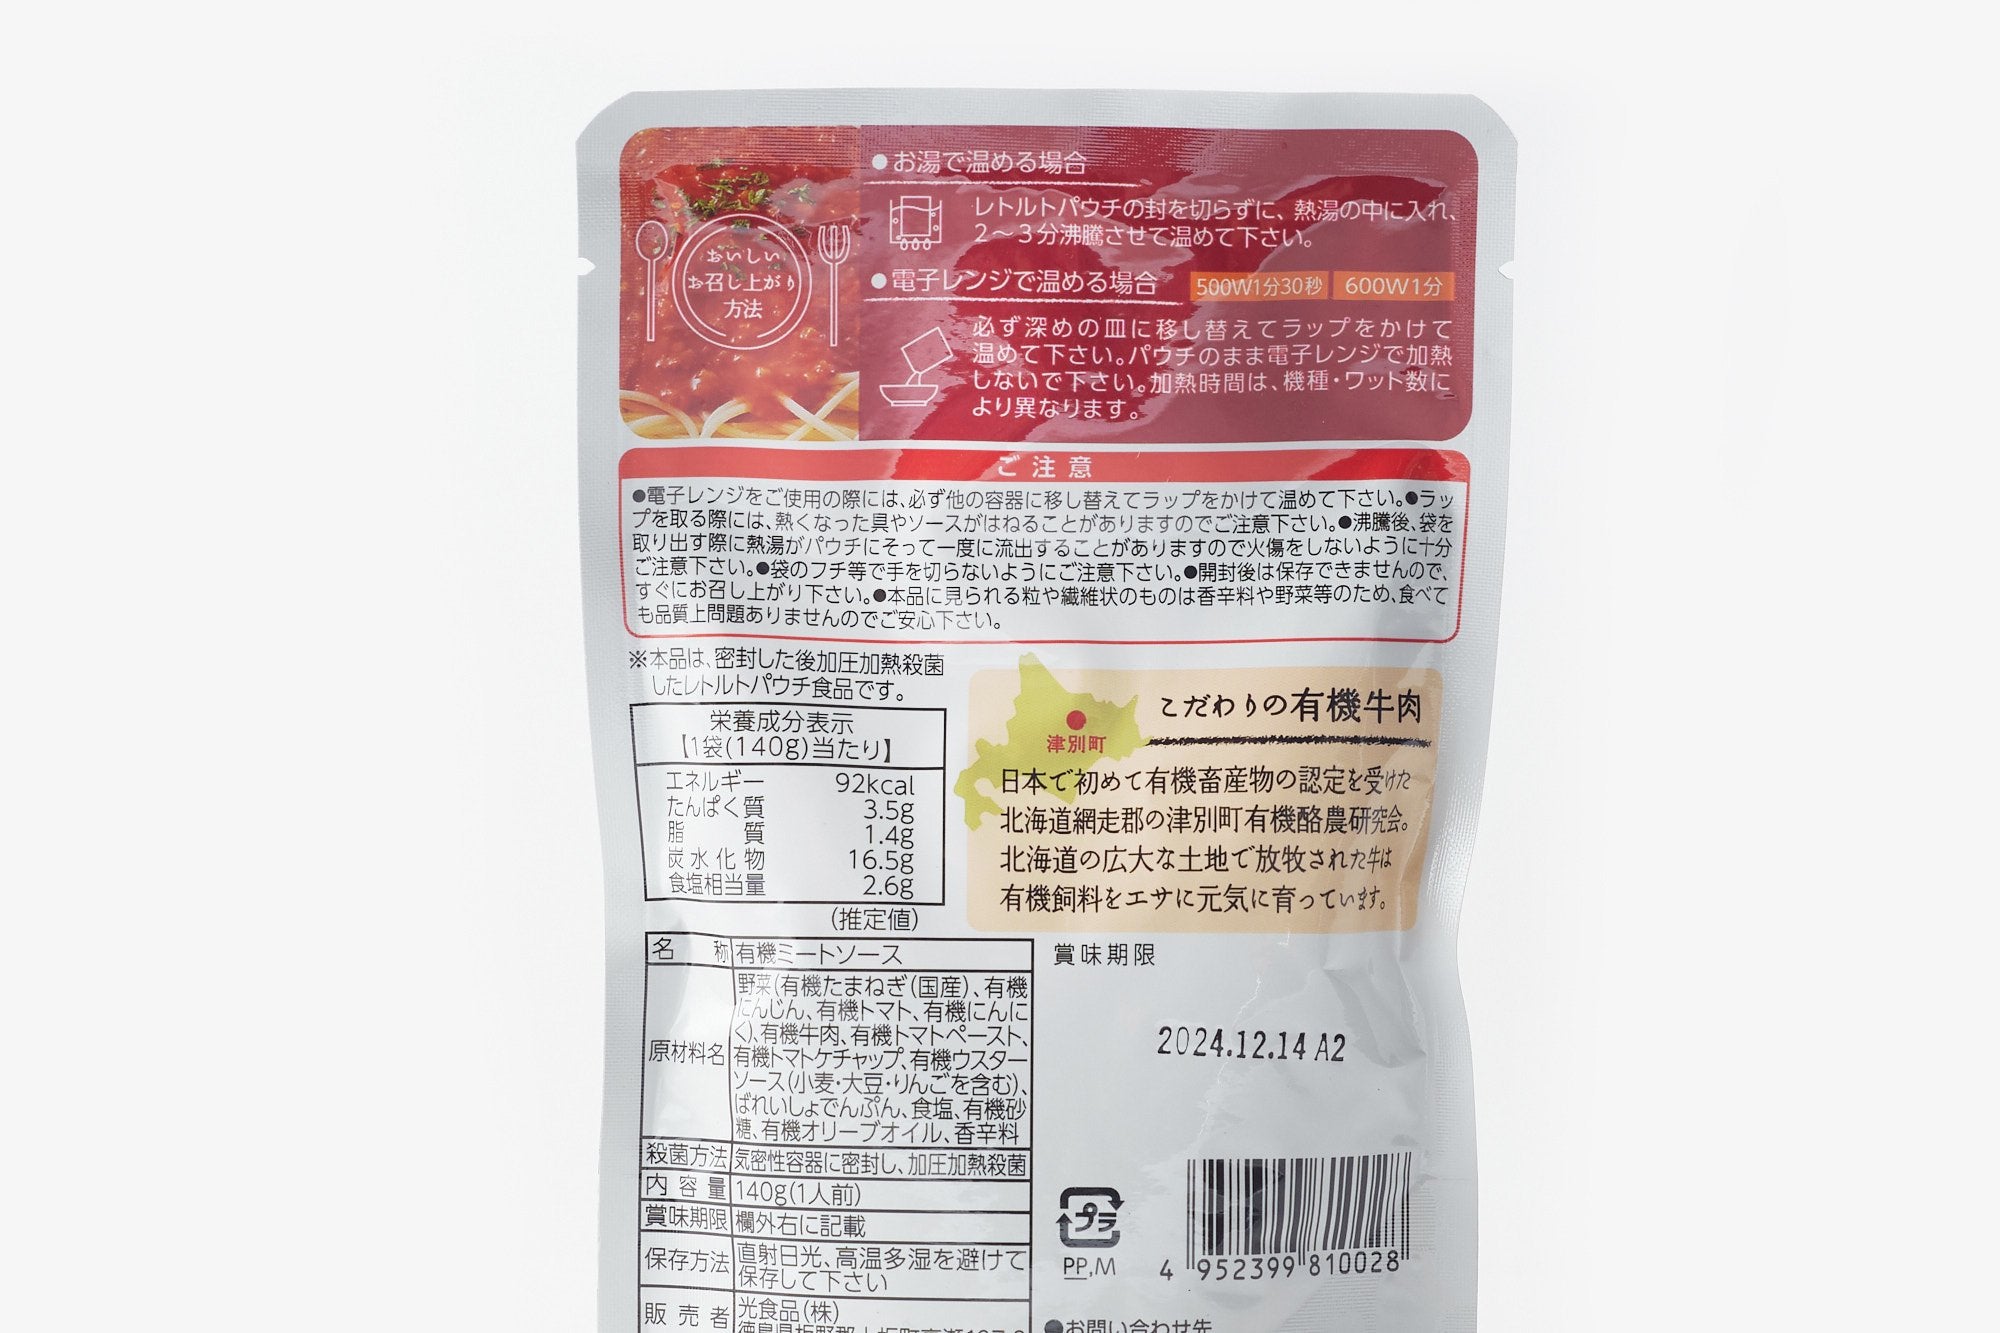 おいしい
お召し上がり
方法
●お湯で温める場合
レトルトパウチの封を切らずに、熱湯の中に入れ、
2～3分沸騰させて温めて下さい。
●電子レンジで温める場合 500W1分30秒 600W1分
必ず深めの皿に移し替えてラップをかけて
温めて下さい。パウチのまま電子レンジで加熱
しないで下さい。加熱時間は、機種・ワット数に
より異なります。
ご注意
●電子レンジをご使用の際には、必ず他の容器に移し替えてラップをかけて温めて下さい。●ラッ
プを取る際には、熱くなった具やソースがはねることがありますのでご注意下さい。●沸騰後、袋を
取り出す際に熱湯がパウチにそって一度に流出することがありますので火傷をしないように十分
ご注意下さい。●袋のフチ等で手を切らないようにご注意下さい。●開封後は保存できませんので、
すぐにお召し上がり下さい。●本品に見られる粒や繊維状のものは香辛料や野菜等のため、食べて
も品質上問題ありませんのでご安心下さい。
※本品は、密封した後加圧加熱殺菌
したレトルトパウチ食品です。
栄養成分表示
【1袋(140g)当たり】
エネルギー 92kcal
たんぱく質 3.5g
脂質 1.4g
炭水化物 16.5g
食塩相当量 2.6g
(推定値)
こだわりの有機牛肉
津別町
日本で初めて有機畜産物の認定を受けた
北海道網走郡の津別町有機酪農研究会。
北海道の広大な土地で放牧された牛は
有機飼料をエサに元気に育っています。
名称 有機ミートソース
原材料名 野菜(有機たまねぎ(国産)、有機
にんじん、有機トマト、有機にんに
く)、有機牛肉、有機トマトペースト、
有機トマトケチャップ、有機ウスター
ソース(小麦・大豆・りんごを含む)、
ばれいしょでんぷん、食塩、有機砂
糖、有機オリーブオイル、香辛料
殺菌方法 気密性容器に密封し、加圧加熱殺菌
内容量 140g(1人前)
賞味期限 欄外右に記載
保存方法 直射日光、高温多湿を避けて
保存して下さい
販売者 光食品(株)
賞味期限
2024.12.14 A2
プラ
PP,M
4 952399 810028
●お問い合わせ先